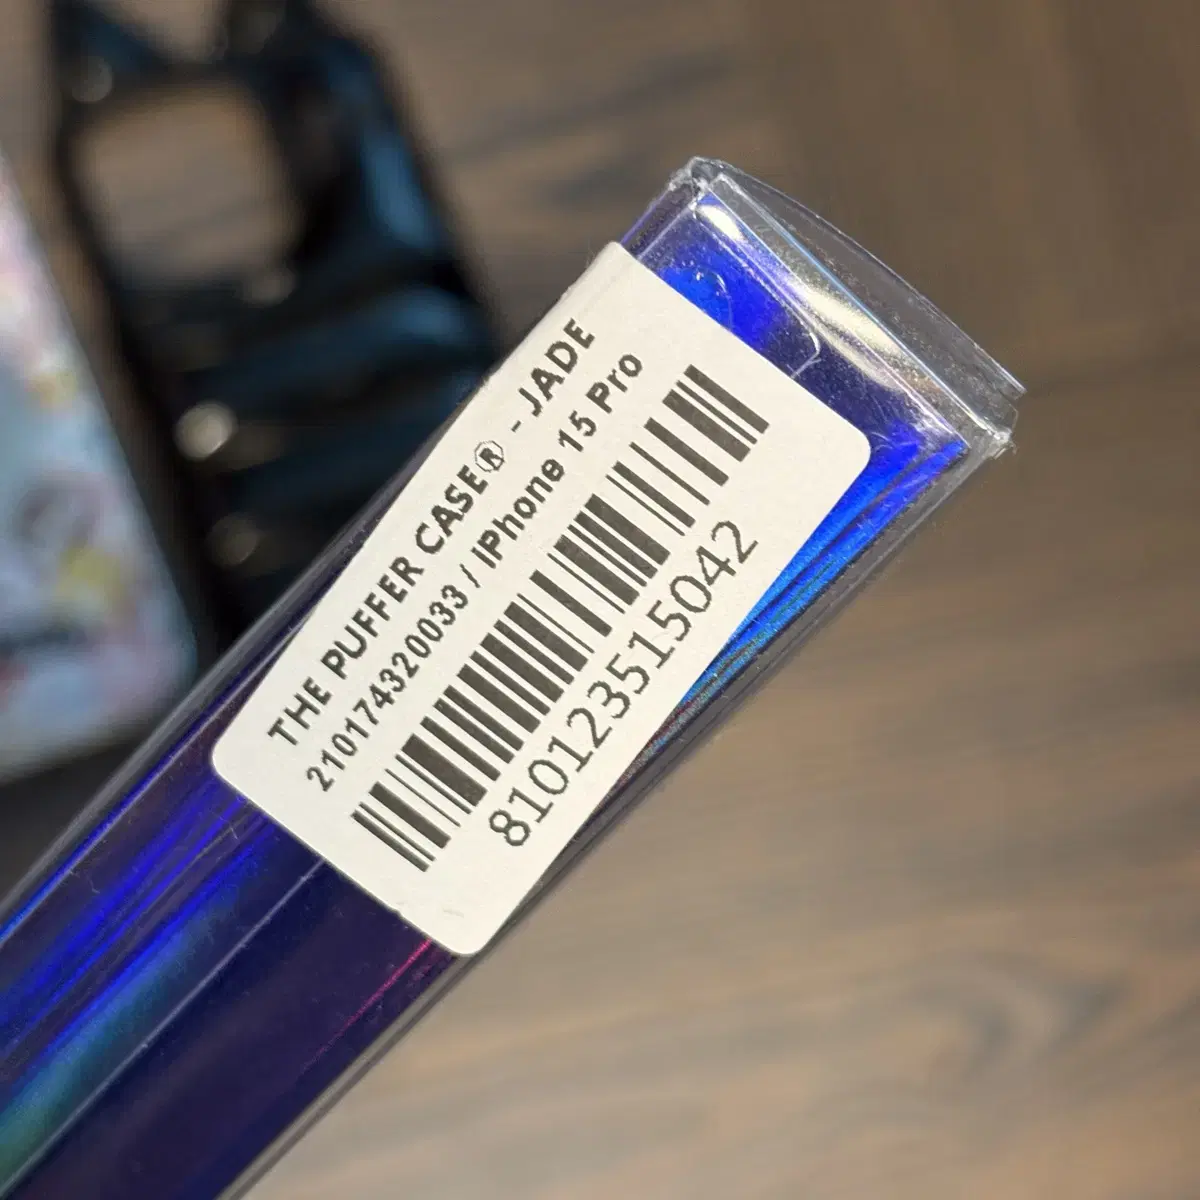 THE PUFFER CASE® - JADE
210174320033 / iPhone 15 Pro
810123515042